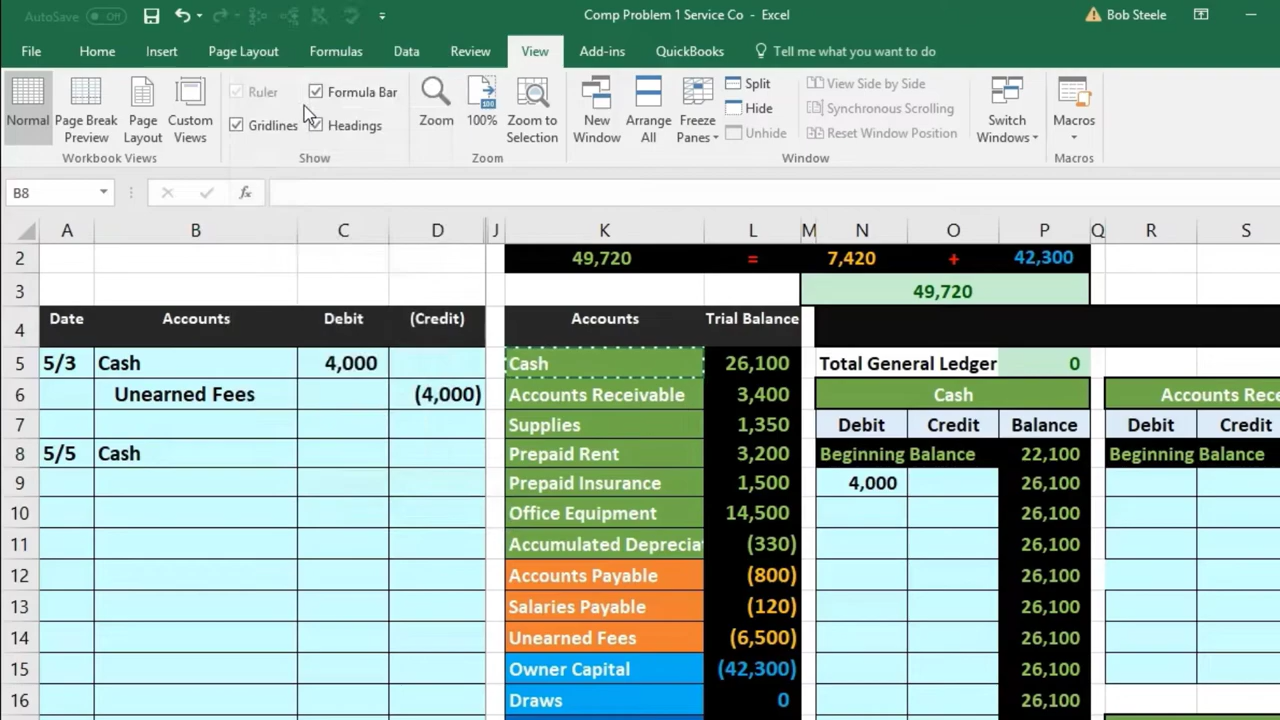 AutoSave Off Comp Problem 1 Service Co - Excel Bob Steele
File Home Insert Page Layout Formulas Data Review View Add-ins QuickBooks Tell me what you want to do
Normal Page Break Preview Page Layout Custom Views Ruler Formula Bar Gridlines Headings Zoom 100% Zoom to Selection New Window Arrange All Freeze Panes Split Hide Unhide View Side by Side Synchronous Scrolling Reset Window Position Switch Windows Macros
Workbook Views Show Zoom Window Macros
B8 fx
A B C D J K L M N O P Q R S
2 49,720 = 7,420 + 42,300
3 49,720
4 Date Accounts Debit (Credit) Accounts Trial Balance
5 5/3 Cash 4,000 Cash 26,100 Total General Ledger 0
6 Unearned Fees (4,000) Accounts Receivable 3,400 Cash Accounts Rece
7 Supplies 1,350 Debit Credit Balance Debit Credit
8 5/5 Cash Prepaid Rent 3,200 Beginning Balance 22,100 Beginning Balance
9 Prepaid Insurance 1,500 4,000 26,100
10 Office Equipment 14,500 26,100
11 Accumulated Deprecia (330) 26,100
12 Accounts Payable (800) 26,100
13 Salaries Payable (120) 26,100
14 Unearned Fees (6,500) 26,100
15 Owner Capital (42,300) 26,100
16 Draws 0 26,100